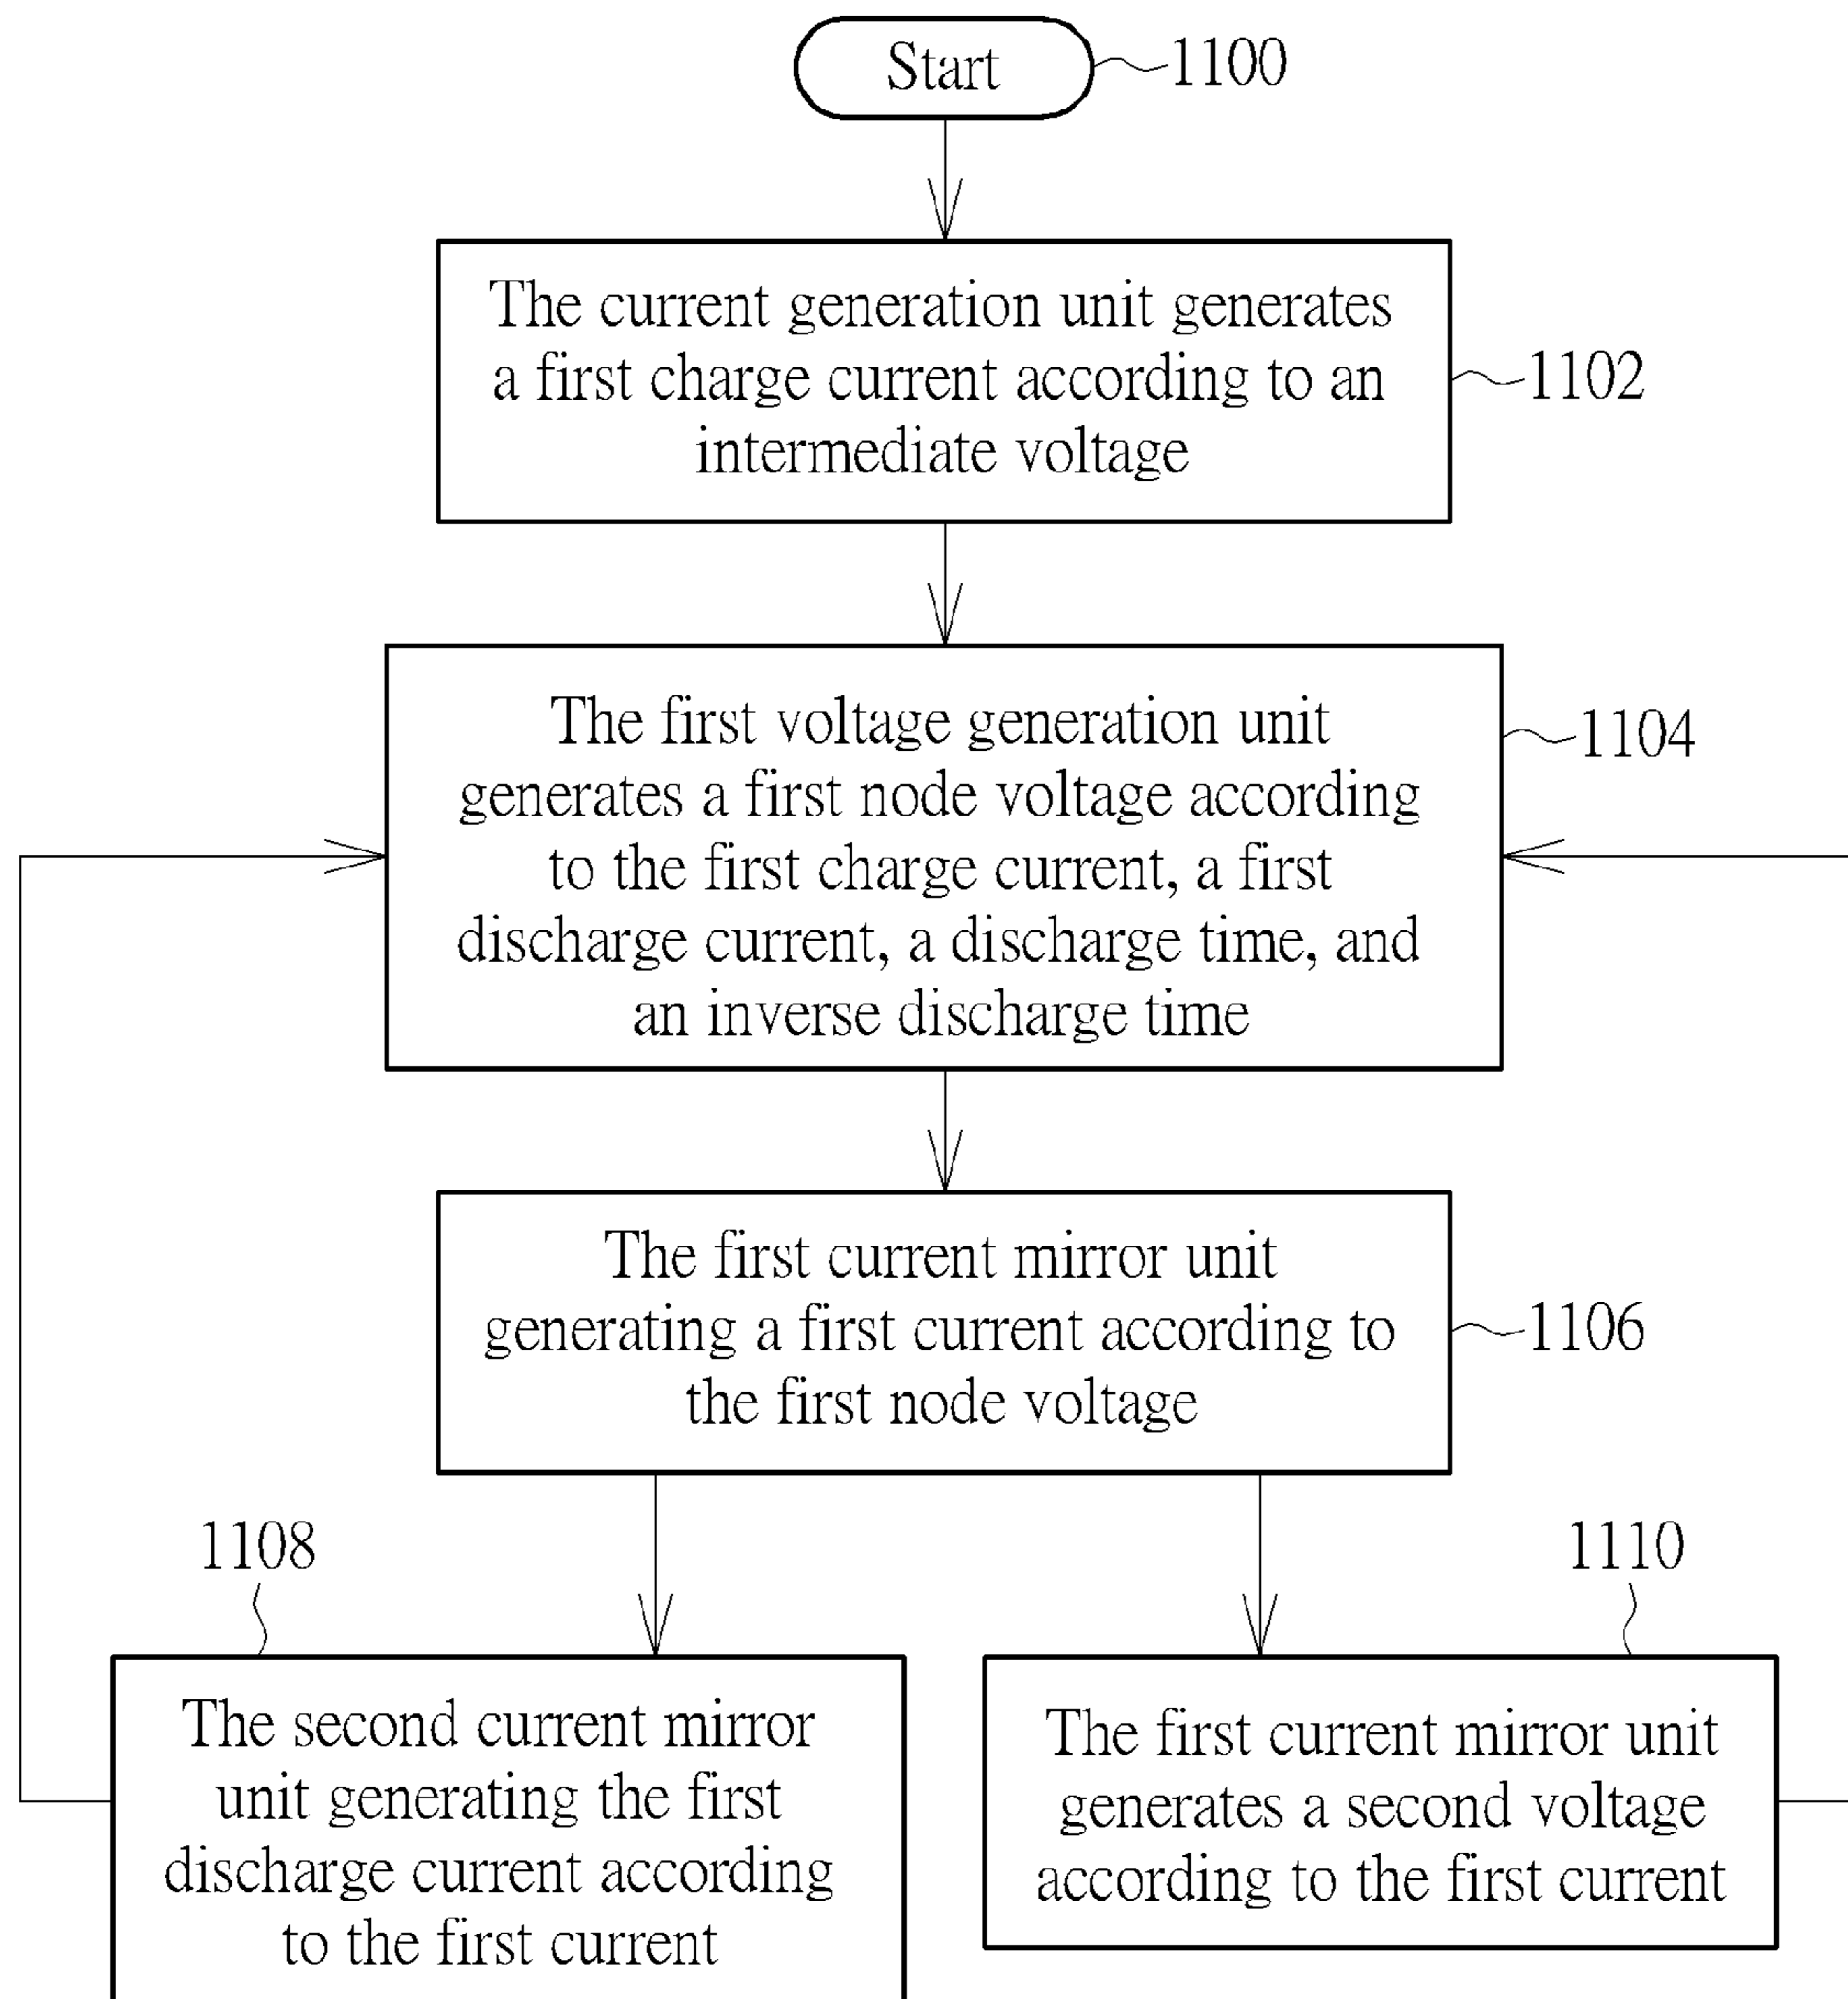 Start
1100
The current generation unit generates
a first charge current according to an
intermediate voltage
1102
The first voltage generation unit
generates a first node voltage according
to the first charge current, a first
discharge current, a discharge time, and
an inverse discharge time
1104
The first current mirror unit
generating a first current according to
the first node voltage
1106
1108
The second current mirror
unit generating the first
discharge current according
to the first current
1110
The first current mirror unit
generates a second voltage
according to the first current